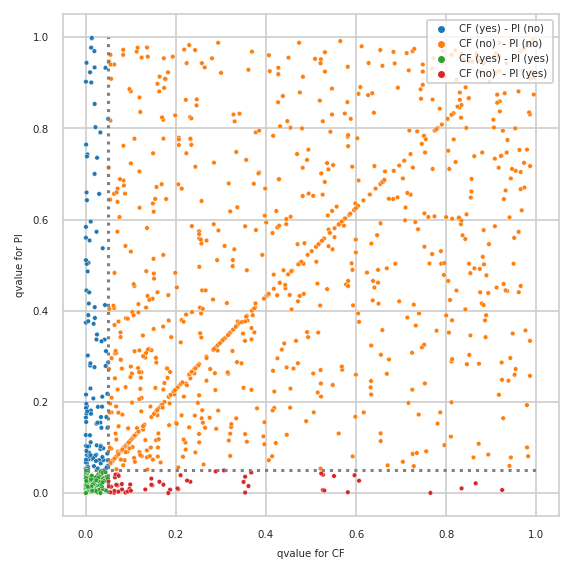 CF (yes) - PI (no)
CF (no) - PI (no)
CF (yes) - PI (yes)
CF (no) - PI (yes)
1.0
0.8
0.6
0.4
0.2
0.0
qvalue for PI
0.0 0.2 0.4 0.6 0.8 1.0
qvalue for CF